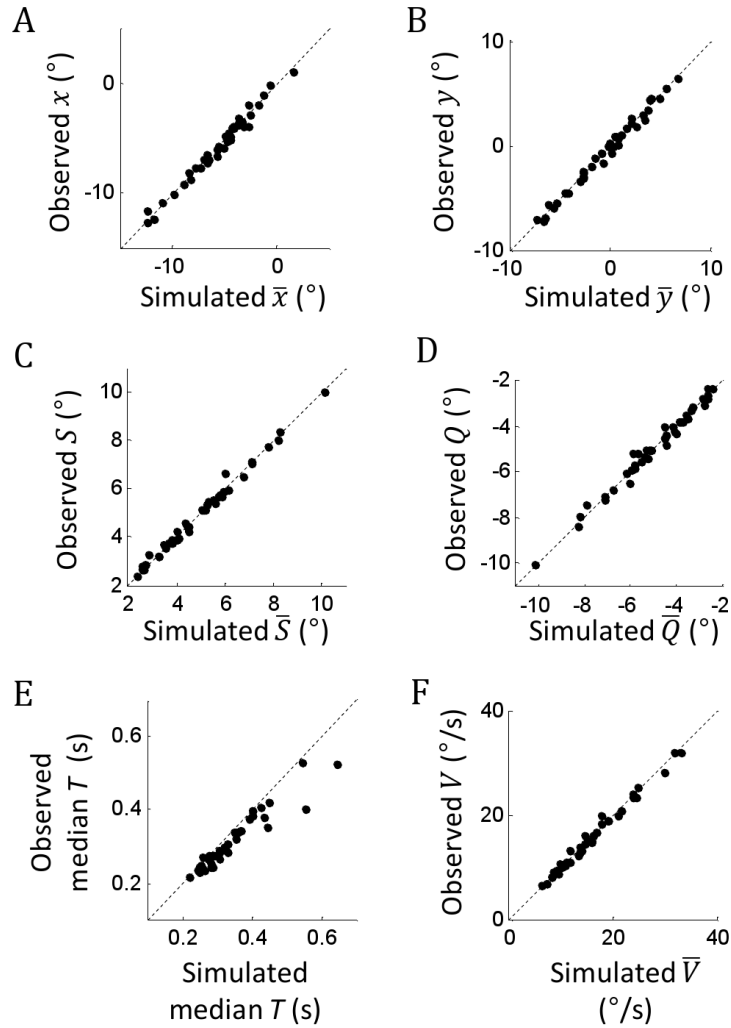 A
Observed x (°)
0
-10
-10
0
Simulated x̅ (°)
B
Observed y (°)
10
0
-10
-10
0
10
Simulated y̅ (°)
C
Observed S (°)
10
8
6
4
2
2
4
6
8
10
Simulated S̅ (°)
D
Observed Q (°)
-2
-4
-6
-8
-10
-10
-8
-6
-4
-2
Simulated Q̅ (°)
E
Observed
median T (s)
0.6
0.4
0.2
0.2
0.4
0.6
Simulated
median T (s)
F
Observed V (°/s)
40
20
0
0
20
40
Simulated V̅
(°/s)